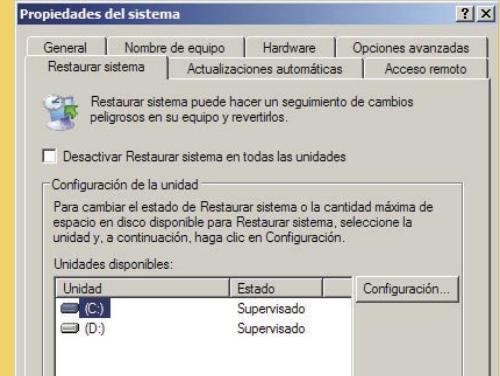 Propiedades del sistema
General Nombre de equipo Hardware Opciones avanzadas
Restaurar sistema Actualizaciones automáticas Acceso remoto
Restaurar sistema puede hacer un seguimiento de cambios
peligrosos en su equipo y revertirlos.
Desactivar Restaurar sistema en todas las unidades
Configuración de la unidad
Para cambiar el estado de Restaurar sistema o la cantidad máxima de
espacio en disco disponible para Restaurar sistema, seleccione la
unidad y, a continuación, haga clic en Configuración.
Unidades disponibles:
Unidad Estado Configuración...
(C:) Supervisado
(D:) Supervisado